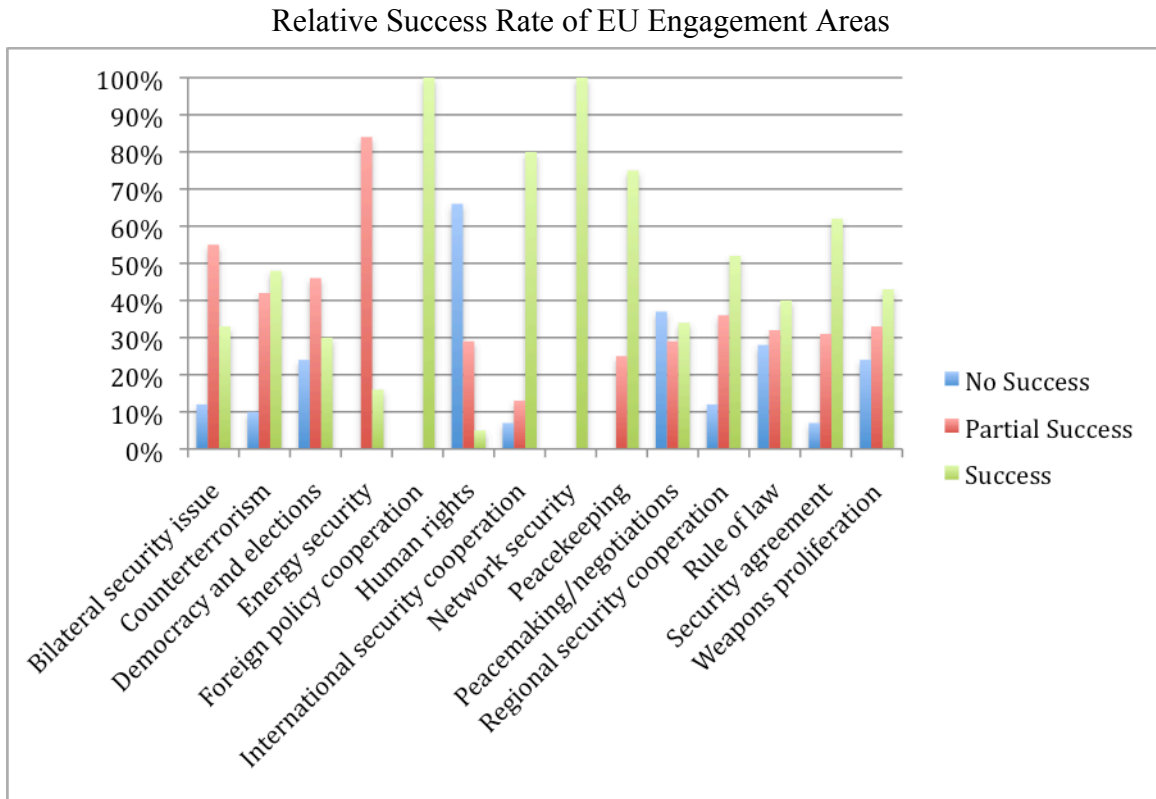 Relative Success Rate of EU Engagement Areas
100%
90%
80%
70%
60%
50%
40%
30%
20%
10%
0%
Bilateral security issue
Counterterrorism
Democracy and elections
Energy security
Foreign policy cooperation
Human rights
International security cooperation
Network security
Peacekeeping
Peacemaking/negotiations
Regional security cooperation
Rule of law
Security agreement
Weapons proliferation
No Success
Partial Success
Success